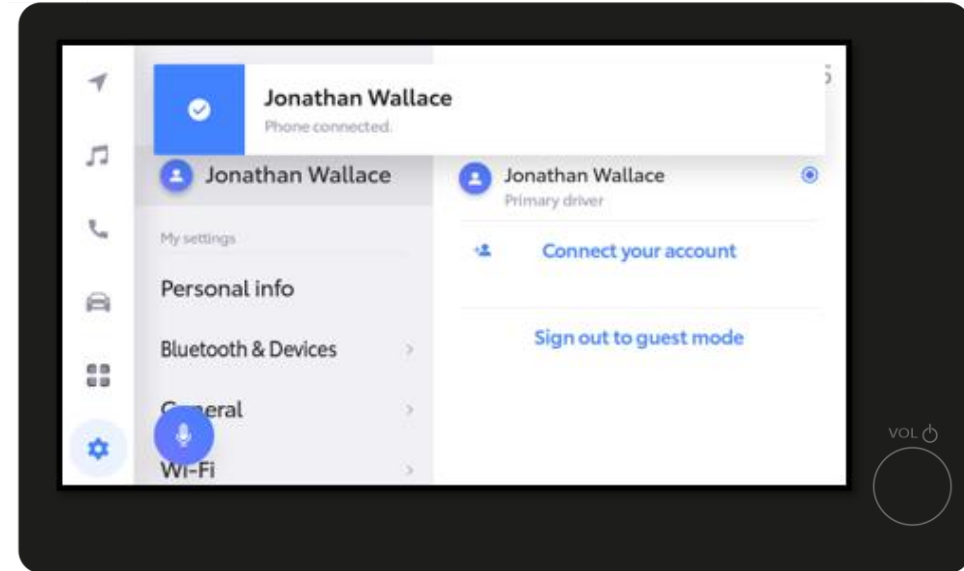 Jonathan Wallace
Phone connected.
Jonathan Wallace
My settings
Personal info
Bluetooth & Devices
General
Wi-Fi
Jonathan Wallace
Primary driver
Connect your account
Sign out to guest mode
VOL